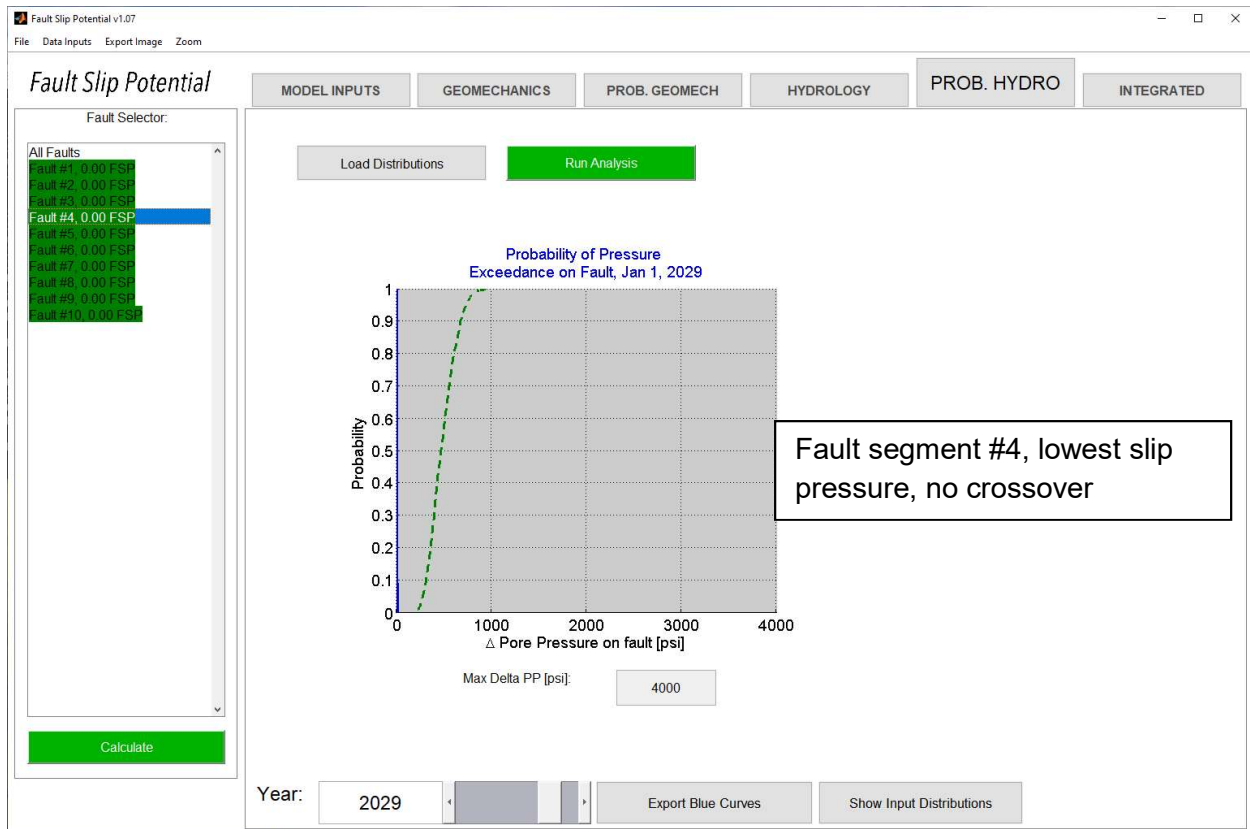 Fault Slip Potential v1.07
File Data Inputs Export Image Zoom
Fault Slip Potential
MODEL INPUTS GEOMECHANICS PROB. GEOMECH HYDROLOGY PROB. HYDRO INTEGRATED
Fault Selector:
All Faults
Fault #1, 0.00 FSP
Fault #2, 0.00 FSP
Fault #3, 0.00 FSP
Fault #4, 0.00 FSP
Fault #5, 0.00 FSP
Fault #6, 0.00 FSP
Fault #7, 0.00 FSP
Fault #8, 0.00 FSP
Fault #9, 0.00 FSP
Fault #10, 0.00 FSP
Calculate
Load Distributions Run Analysis
Probability of Pressure
Exceedance on Fault, Jan 1, 2029
1
0.9
0.8
0.7
0.6
0.5
0.4
0.3
0.2
0.1
0
Probability
0 1000 2000 3000 4000
Δ Pore Pressure on fault [psi]
Fault segment #4, lowest slip
pressure, no crossover
Max Delta PP [psi]: 4000
Year: 2029 Export Blue Curves Show Input Distributions